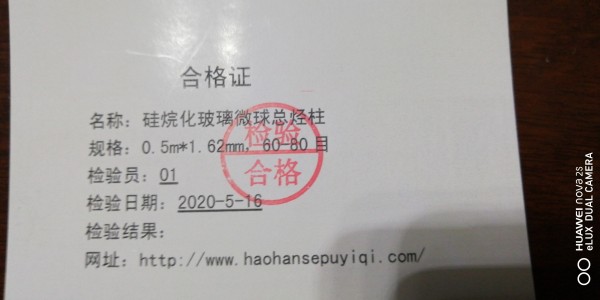 合格证
名称：硅烷化玻璃微球总烃柱
规格：0.5m*1.62mm，60-80 目
检验员：01
检验日期：2020-5-16
检验结果：
网址：http://www.haohansepuyiqi.com/
检验
合格
HUAWEI nova 2s
eLUX DUAL CAMERA